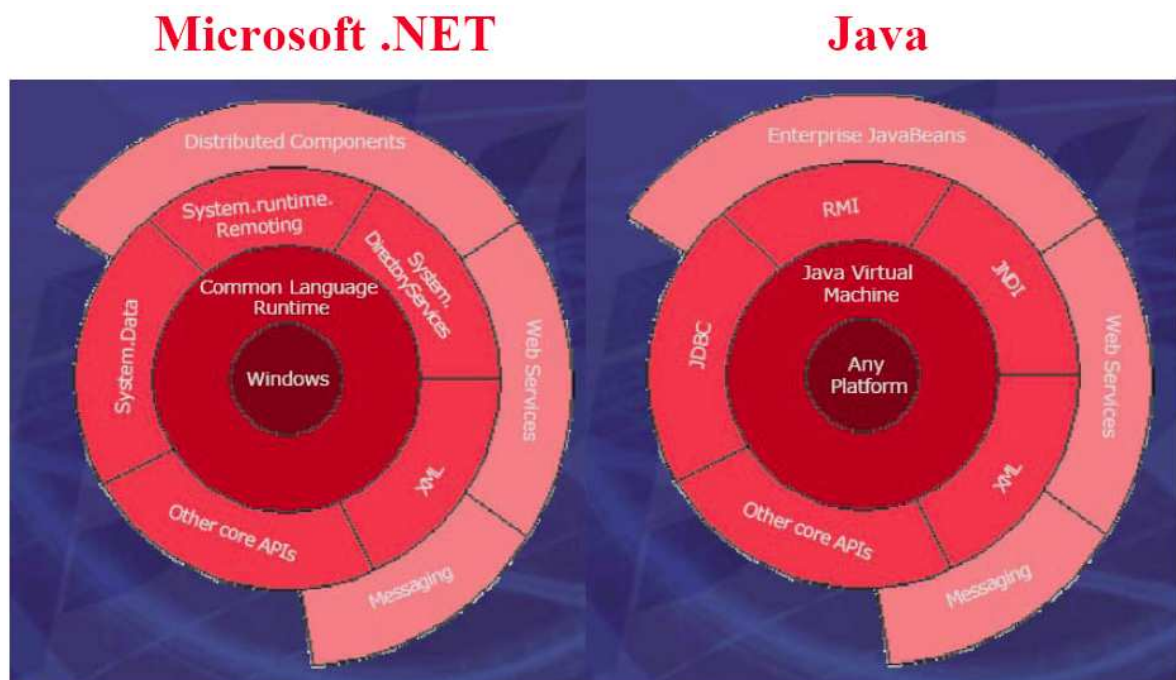 Microsoft .NET
Java
Distributed Components
System.runtime.
Remoting
System.
DirectoryServices
Common Language
Runtime
System.Data
Windows
Web Services
XML
Other core APIs
Messaging
Enterprise JavaBeans
RMI
JNDI
Java Virtual
Machine
JDBC
Any
Platform
Web Services
XML
Other core APIs
Messaging